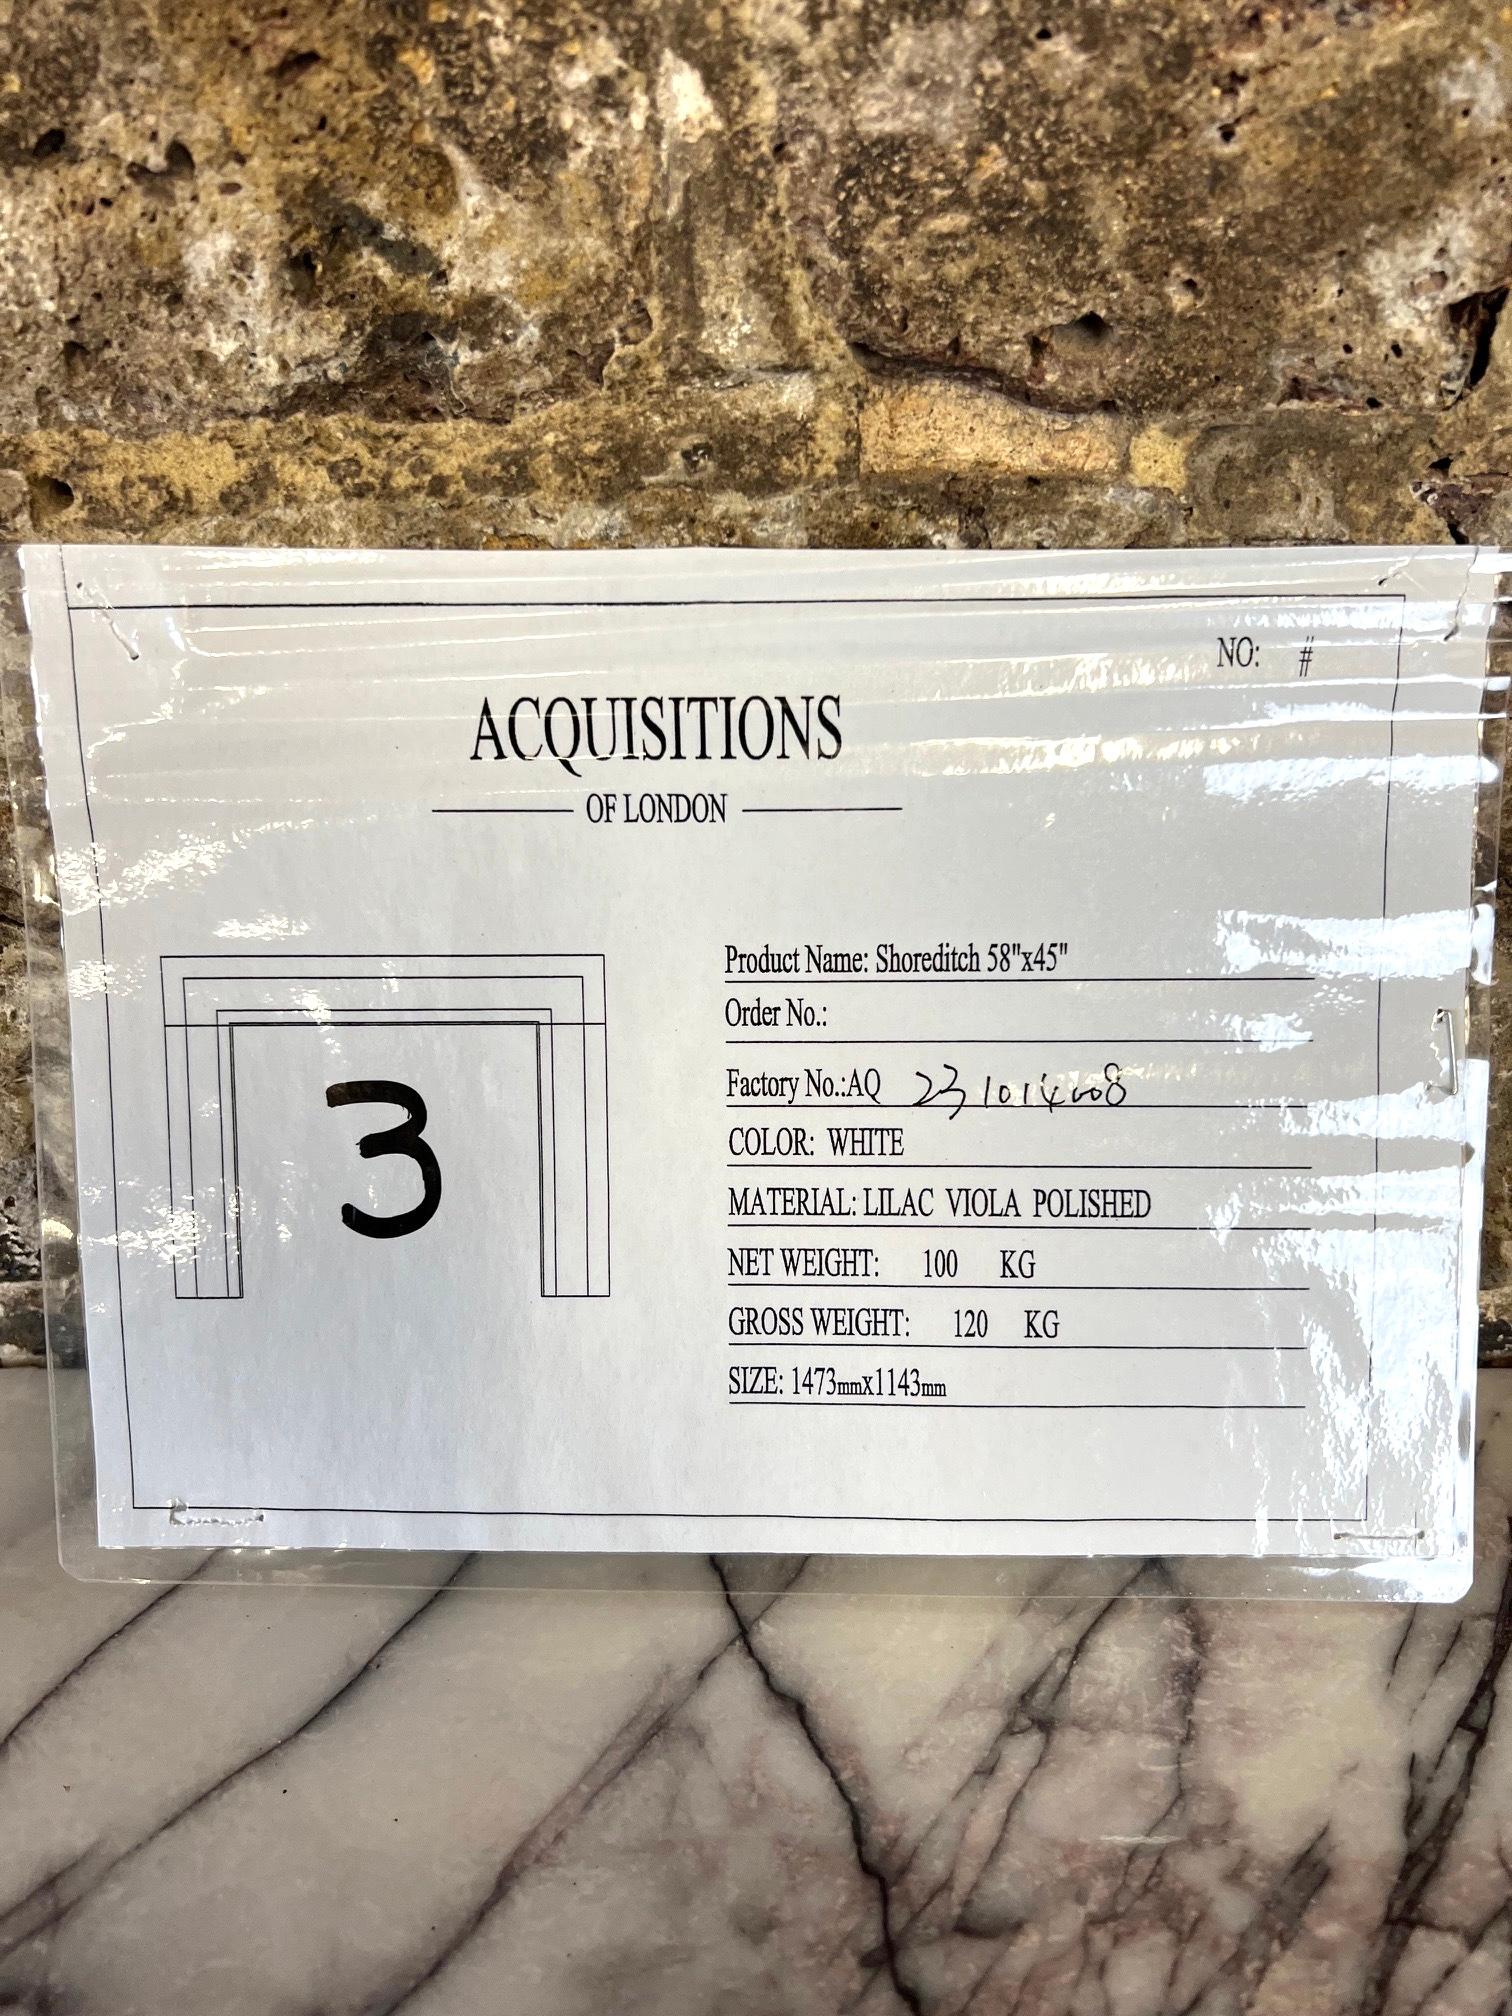 NO: #
ACQUISITIONS
OF LONDON
Product Name: Shoreditch 58"x45"
Order No.:
Factory No.:AQ 231014008
COLOR: WHITE
3
MATERIAL: LILAC VIOLA POLISHED
NET WEIGHT: 100 KG
GROSS WEIGHT: 120 KG
SIZE: 1473mmx1143mm